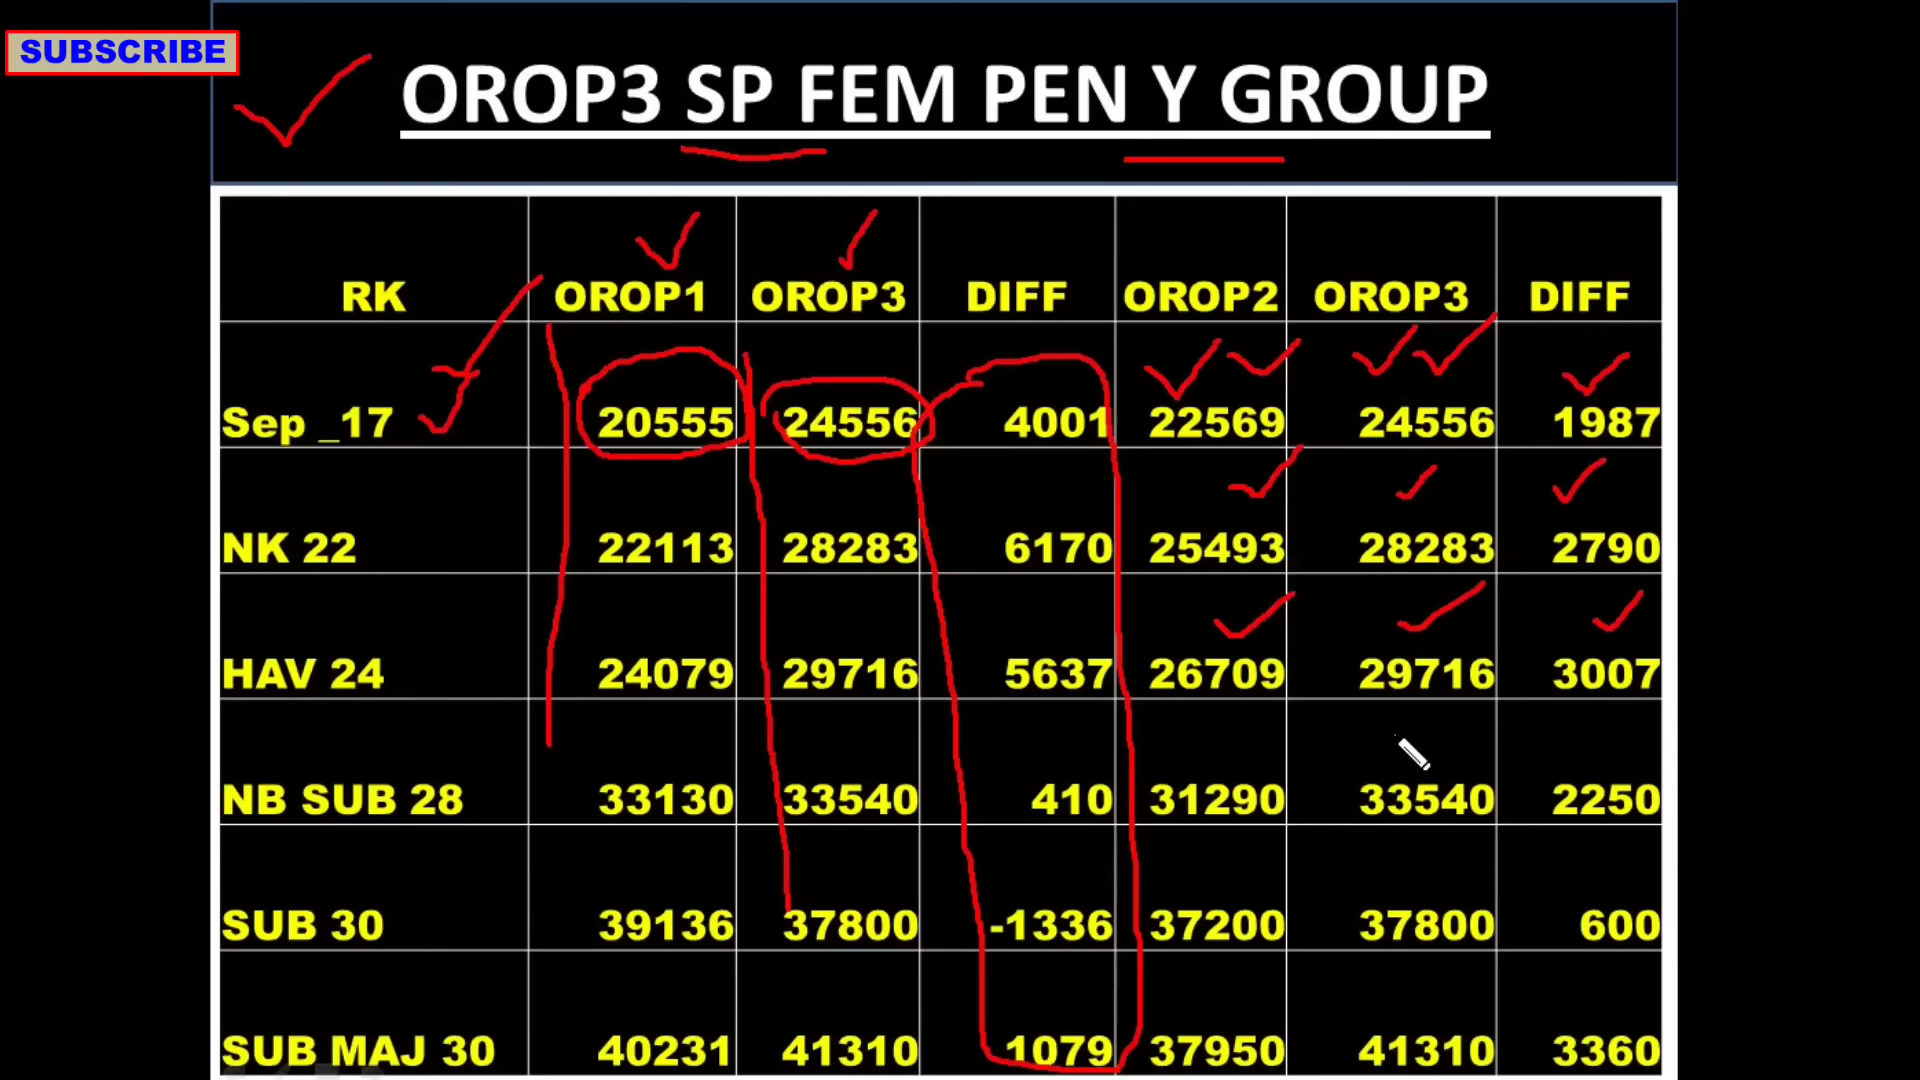 SUBSCRIBE
OROP3 SP FEM PEN Y GROUP
RK OROP1 OROP3 DIFF OROP2 OROP3 DIFF
Sep _17 20555 24556 4001 22569 24556 1987
NK 22 22113 28283 6170 25493 28283 2790
HAV 24 24079 29716 5637 26709 29716 3007
NB SUB 28 33130 33540 410 31290 33540 2250
SUB 30 39136 37800 -1336 37200 37800 600
SUB MAJ 30 40231 41310 1079 37950 41310 3360